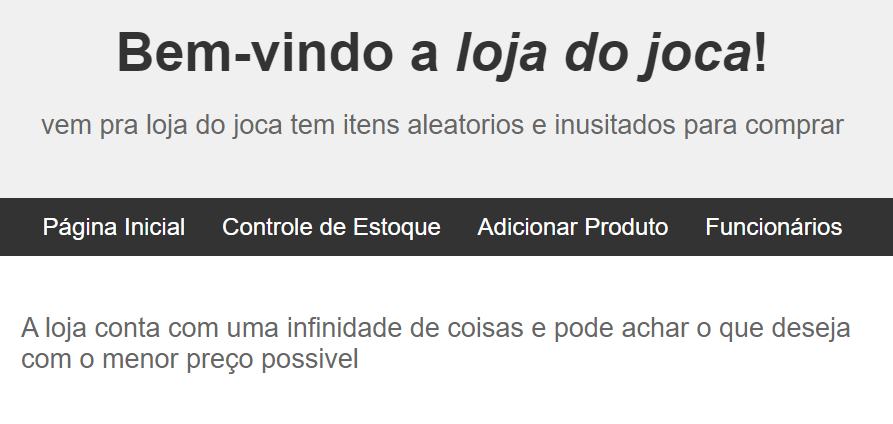 Bem-vindo a loja do joca!
vem pra loja do joca tem itens aleatorios e inusitados para comprar
Página Inicial Controle de Estoque Adicionar Produto Funcionários
A loja conta com uma infinidade de coisas e pode achar o que deseja
com o menor preço possivel